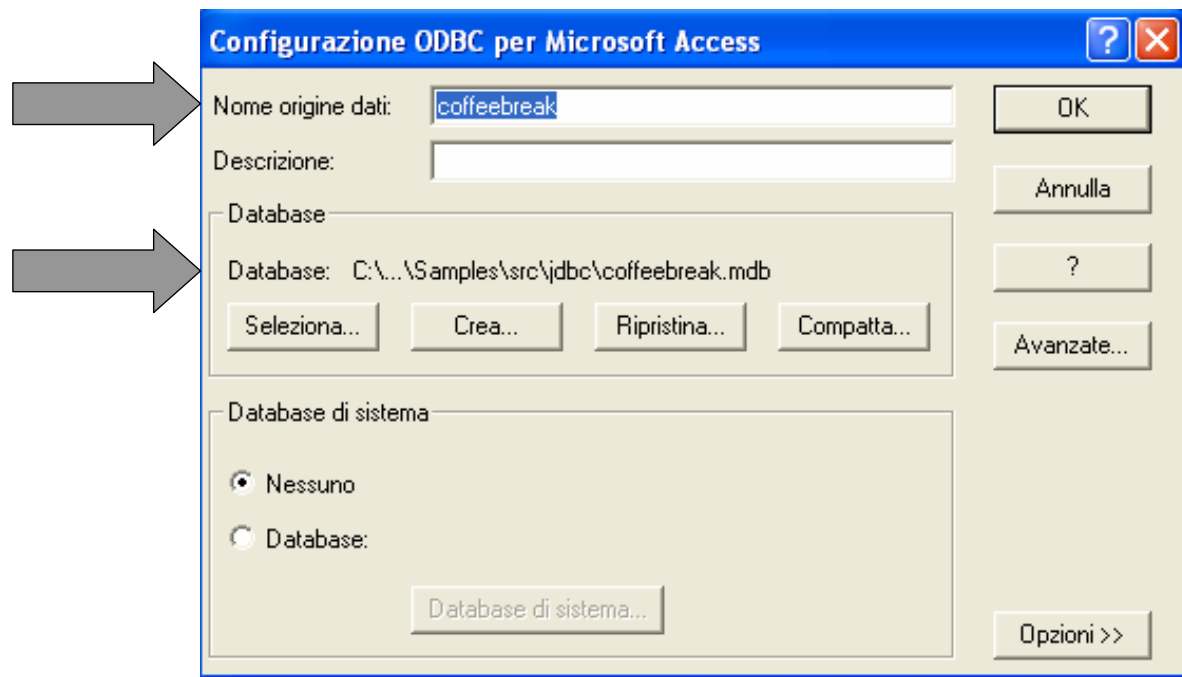 Configurazione ODBC per Microsoft Access
?
Nome origine dati: coffeebreak
OK
Descrizione:
Annulla
Database
Database: C:\...\Samples\src\jdbc\coffeebreak.mdb
?
Seleziona... Crea... Ripristina... Compatta...
Avanzate...
Database di sistema
Nessuno
Database:
Database di sistema...
Opzioni >>